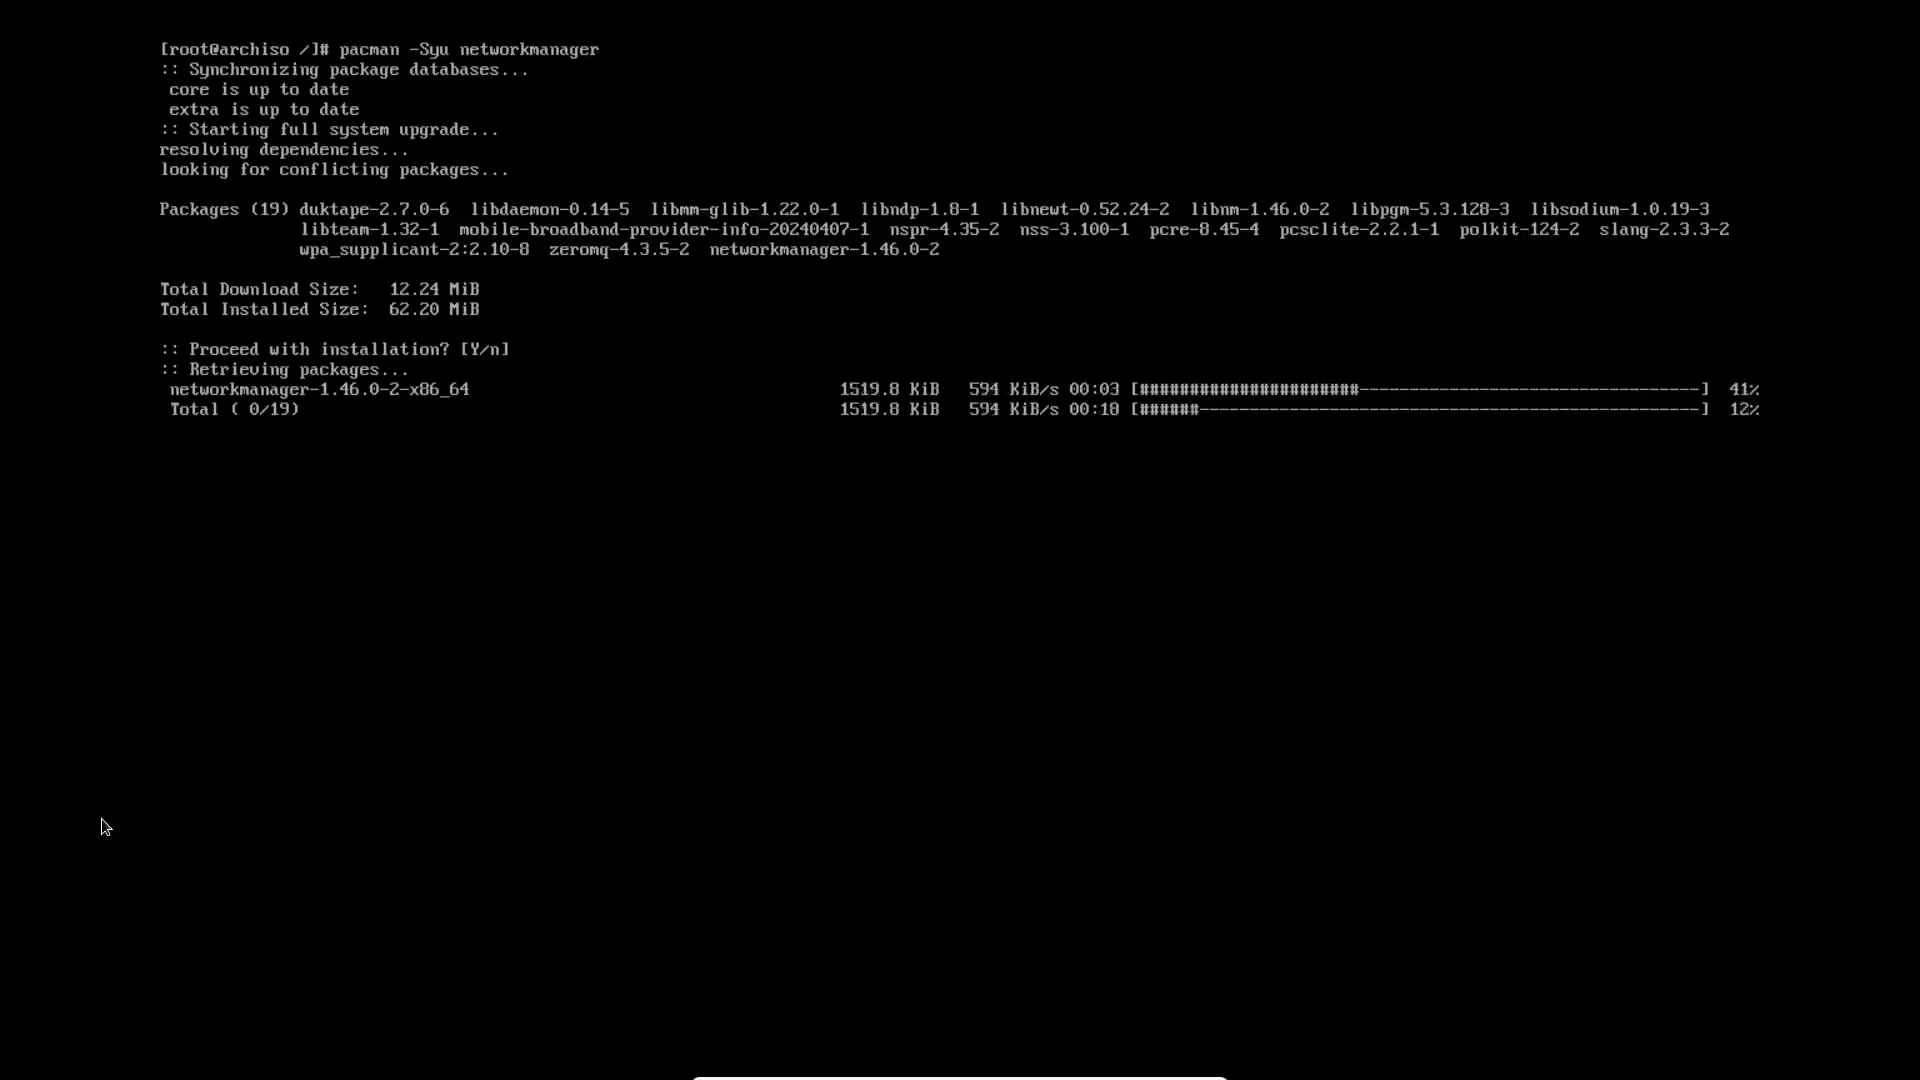 [root@archiso /]# pacman -Syu networkmanager
:: Synchronizing package databases...
 core is up to date
 extra is up to date
:: Starting full system upgrade...
resolving dependencies...
looking for conflicting packages...

Packages (19) duktape-2.7.0-6  libdaemon-0.14-5  libmm-glib-1.22.0-1  libndp-1.8-1  libnewt-0.52.24-2  libnm-1.46.0-2  libpgm-5.3.128-3  libsodium-1.0.19-3
              libteam-1.32-1  mobile-broadband-provider-info-20240407-1  nspr-4.35-2  nss-3.100-1  pcre-8.45-4  pcsclite-2.2.1-1  polkit-124-2  slang-2.3.3-2
              wpa_supplicant-2:2.10-8  zeromq-4.3.5-2  networkmanager-1.46.0-2

Total Download Size:   12.24 MiB
Total Installed Size:  62.20 MiB

:: Proceed with installation? [Y/n]
:: Retrieving packages...
 networkmanager-1.46.0-2-x86_64 1519.8 KiB   594 KiB/s 00:03 [######################----------------------------------]  41%
 Total ( 0/19) 1519.8 KiB   594 KiB/s 00:18 [######--------------------------------------------------]  12%